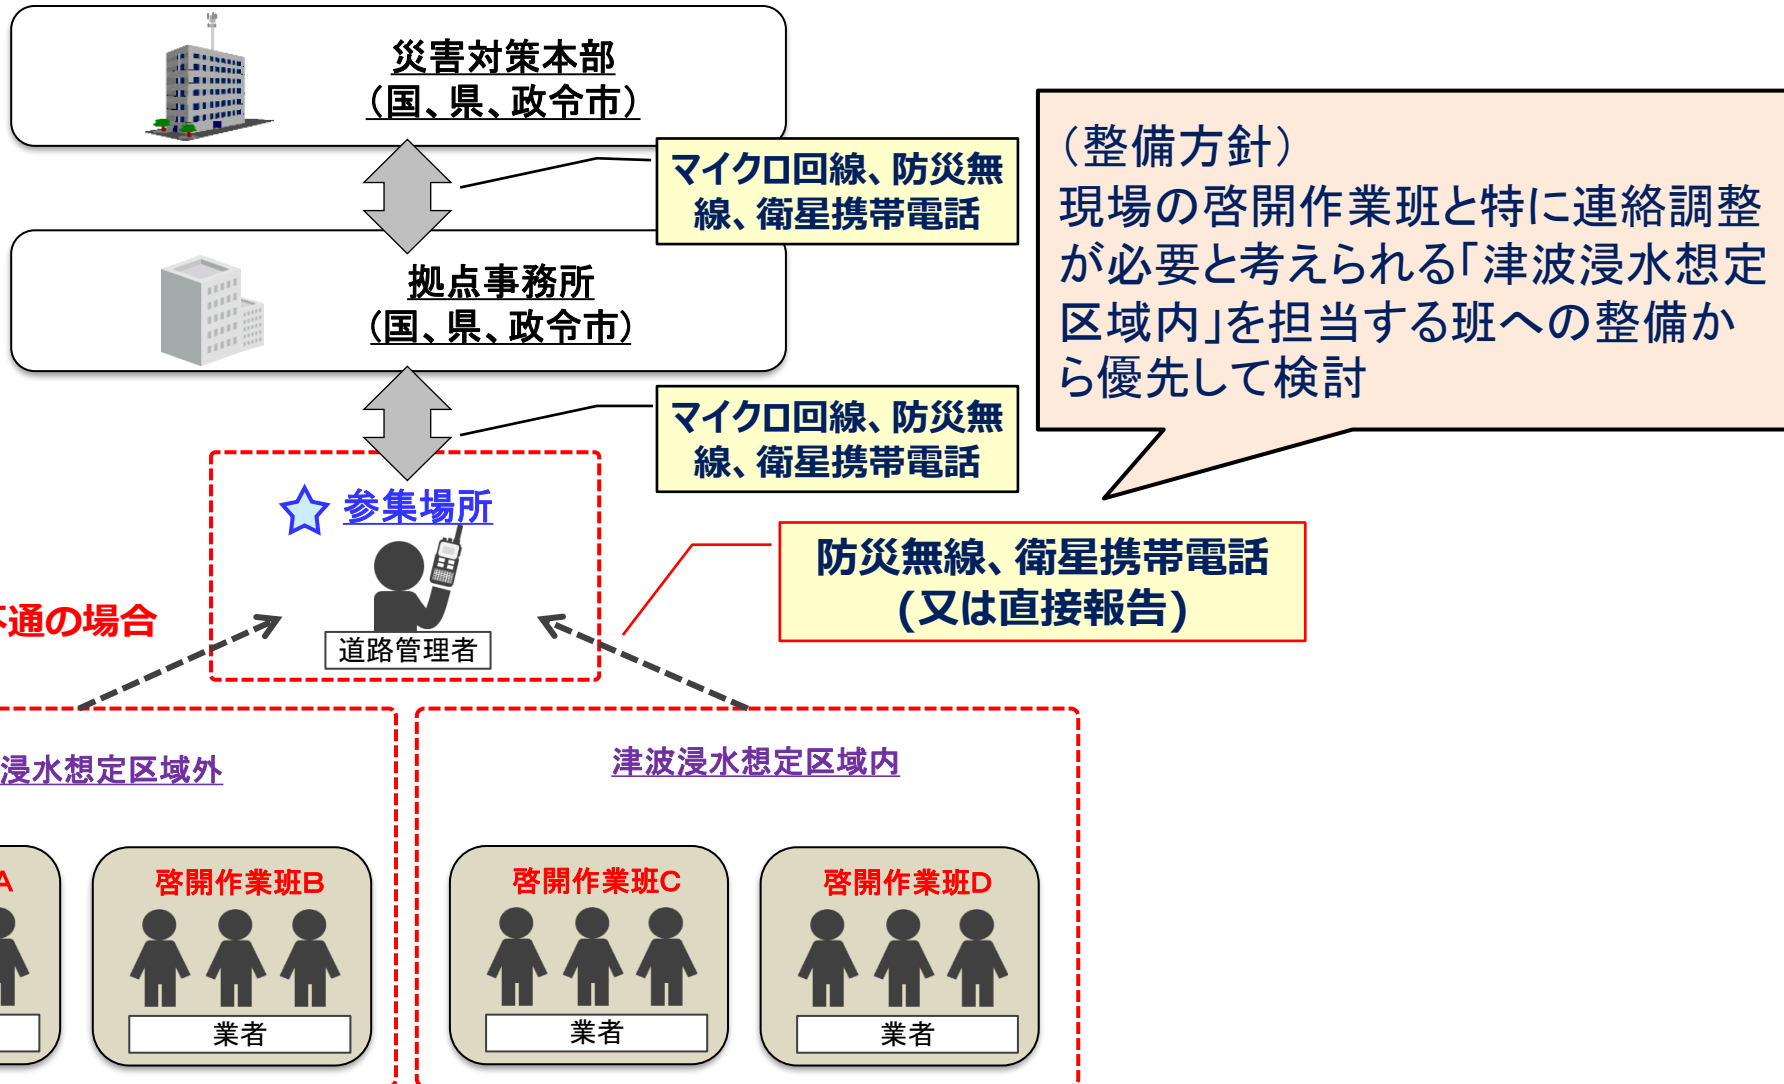 災害対策本部
（国、県、政令市）
マイクロ回線、防災無
線、衛星携帯電話
（整備方針）
現場の啓開作業班と特に連絡調整
が必要と考えられる「津波浸水想定
区域内」を担当する班への整備か
ら優先して検討
拠点事務所
（国、県、政令市）
マイクロ回線、防災無
線、衛星携帯電話
参集場所
防災無線、衛星携帯電話
(又は直接報告)
通の場合
道路管理者
浸水想定区域外
津波浸水想定区域内
A
啓開作業班B
啓開作業班C
啓開作業班D
業者
業者
業者